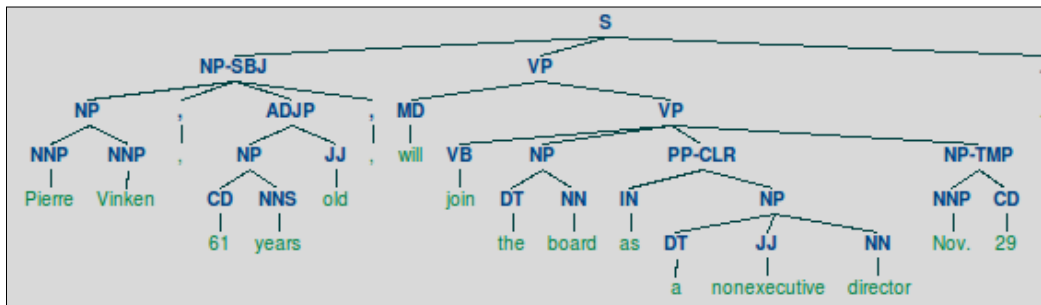 S
NP-SBJ VP .
NP , ADJP , MD VP
NNP NNP , NP JJ , will VB NP PP-CLR NP-TMP
Pierre Vinken CD NNS old join DT NN IN NP NNP CD
61 years the board as DT JJ NN Nov. 29
a nonexecutive director